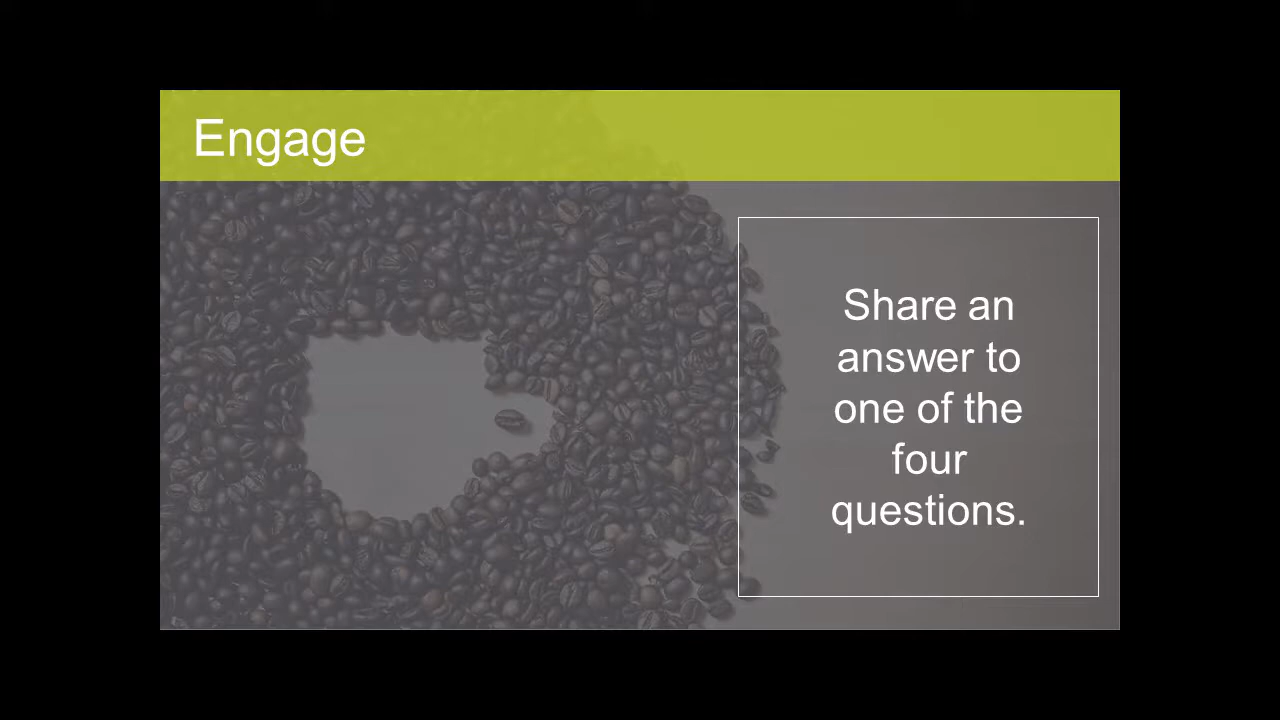 Engage
Share an
answer to
one of the
four
questions.